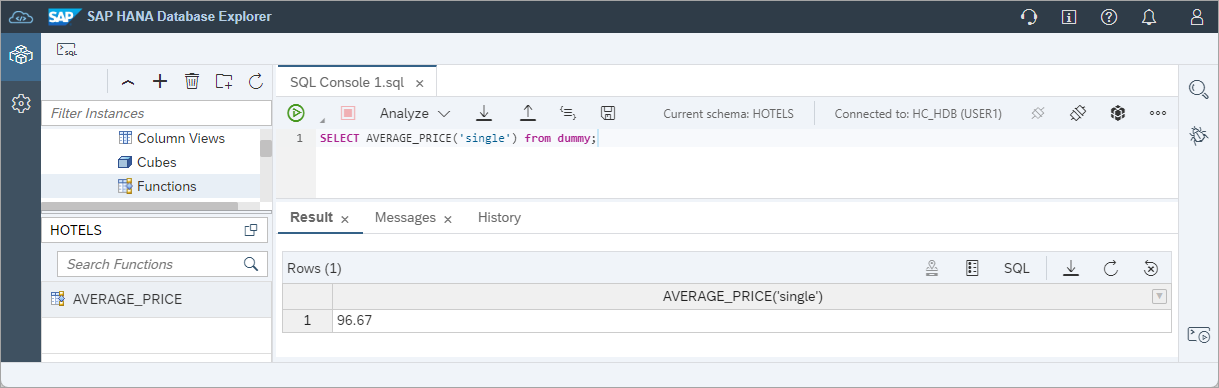 SAP SAP HANA Database Explorer
SQL
Filter Instances
Column Views
Cubes
Functions
HOTELS
Search Functions
AVERAGE_PRICE
SQL Console 1.sql
Analyze Current schema: HOTELS Connected to: HC_HDB (USER1)
1 SELECT AVERAGE_PRICE('single') from dummy;
Result Messages History
Rows (1) SQL
AVERAGE_PRICE('single')
1 96.67